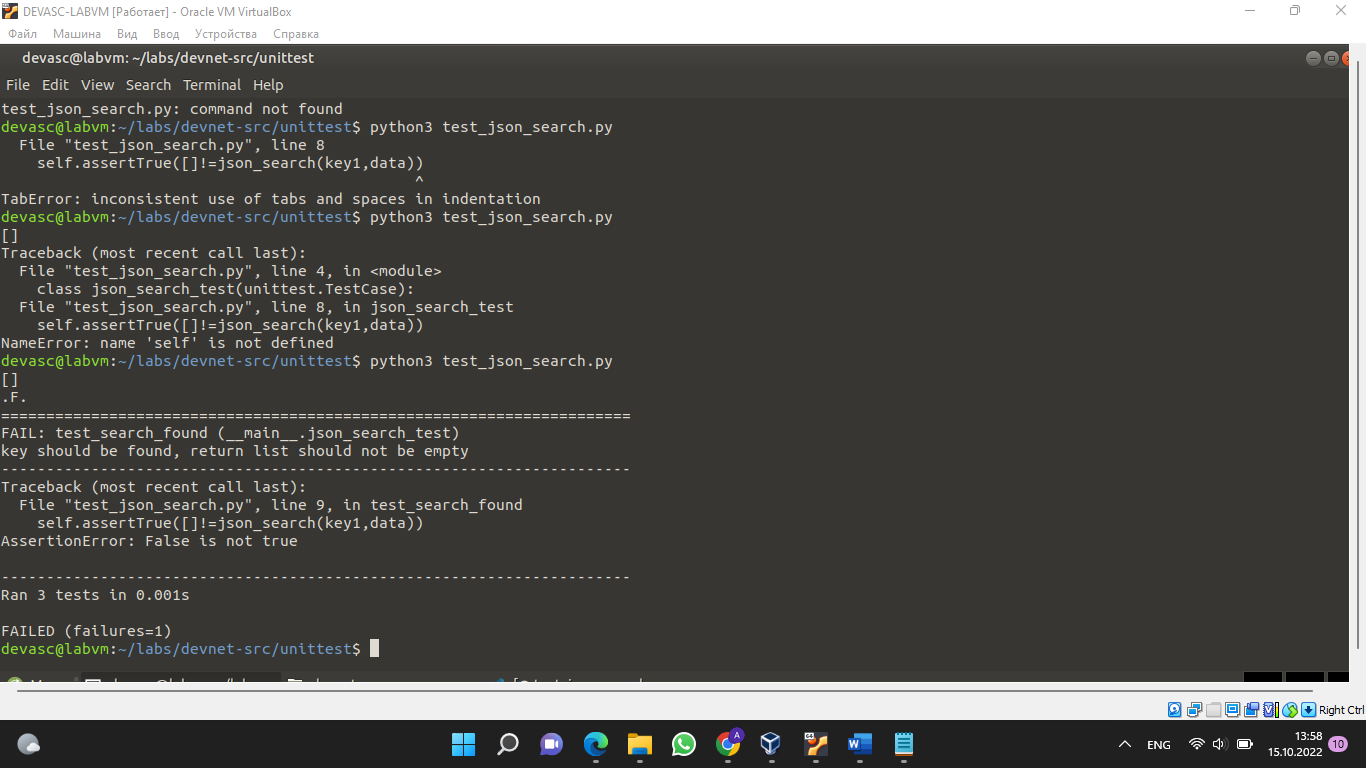 DEVASC-LABVM [Работает] - Oracle VM VirtualBox
Файл Машина Вид Ввод Устройства Справка
devasc@labvm: ~/labs/devnet-src/unittest
File Edit View Search Terminal Help
test_json_search.py: command not found
devasc@labvm:~/labs/devnet-src/unittest$ python3 test_json_search.py
  File "test_json_search.py", line 8
    self.assertTrue([]!=json_search(key1,data))
                                              ^
TabError: inconsistent use of tabs and spaces in indentation
devasc@labvm:~/labs/devnet-src/unittest$ python3 test_json_search.py
[]
Traceback (most recent call last):
  File "test_json_search.py", line 4, in <module>
    class json_search_test(unittest.TestCase):
  File "test_json_search.py", line 8, in json_search_test
    self.assertTrue([]!=json_search(key1,data))
NameError: name 'self' is not defined
devasc@labvm:~/labs/devnet-src/unittest$ python3 test_json_search.py
[]
.F.
======================================================================
FAIL: test_search_found (__main__.json_search_test)
key should be found, return list should not be empty
----------------------------------------------------------------------
Traceback (most recent call last):
  File "test_json_search.py", line 9, in test_search_found
    self.assertTrue([]!=json_search(key1,data))
AssertionError: False is not true
----------------------------------------------------------------------
Ran 3 tests in 0.001s
FAILED (failures=1)
devasc@labvm:~/labs/devnet-src/unittest$
Right Ctrl
A
ENG
13:58
15.10.2022
10